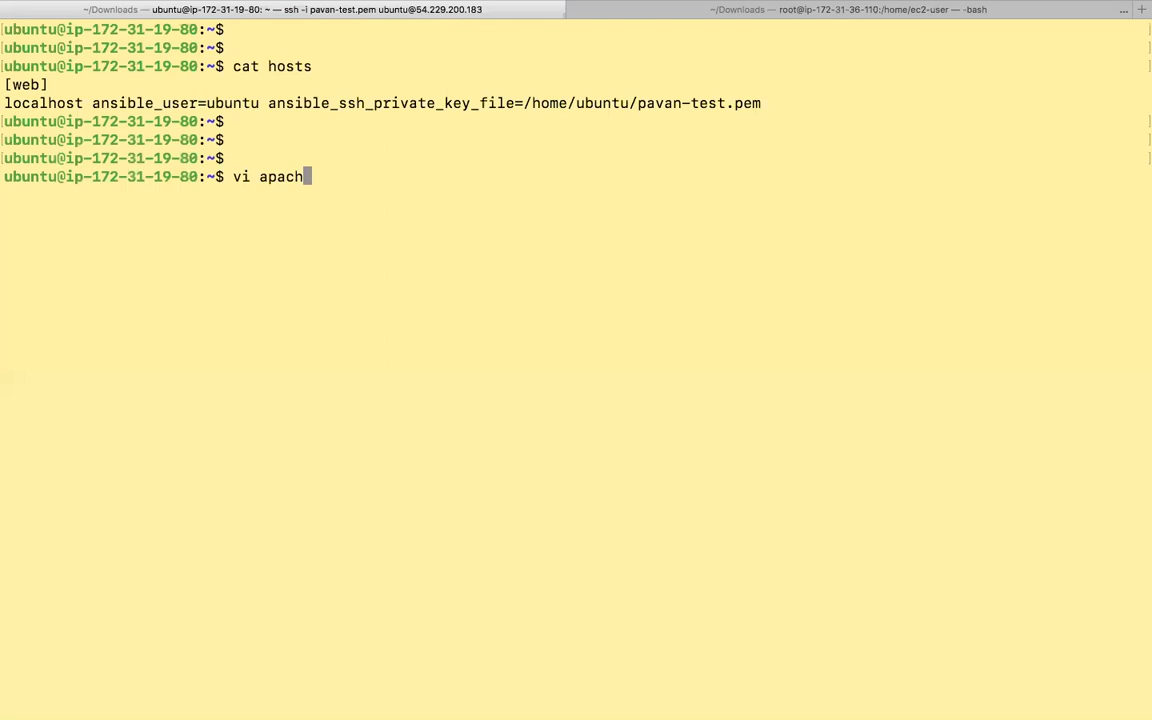 ~/Downloads — ubuntu@ip-172-31-19-80: ~ — ssh -i pavan-test.pem ubuntu@54.229.200.183
~/Downloads — root@ip-172-31-36-110:/home/ec2-user — -bash
... +
ubuntu@ip-172-31-19-80:~$
ubuntu@ip-172-31-19-80:~$
ubuntu@ip-172-31-19-80:~$ cat hosts
[web]
localhost ansible_user=ubuntu ansible_ssh_private_key_file=/home/ubuntu/pavan-test.pem
ubuntu@ip-172-31-19-80:~$
ubuntu@ip-172-31-19-80:~$
ubuntu@ip-172-31-19-80:~$
ubuntu@ip-172-31-19-80:~$ vi apach